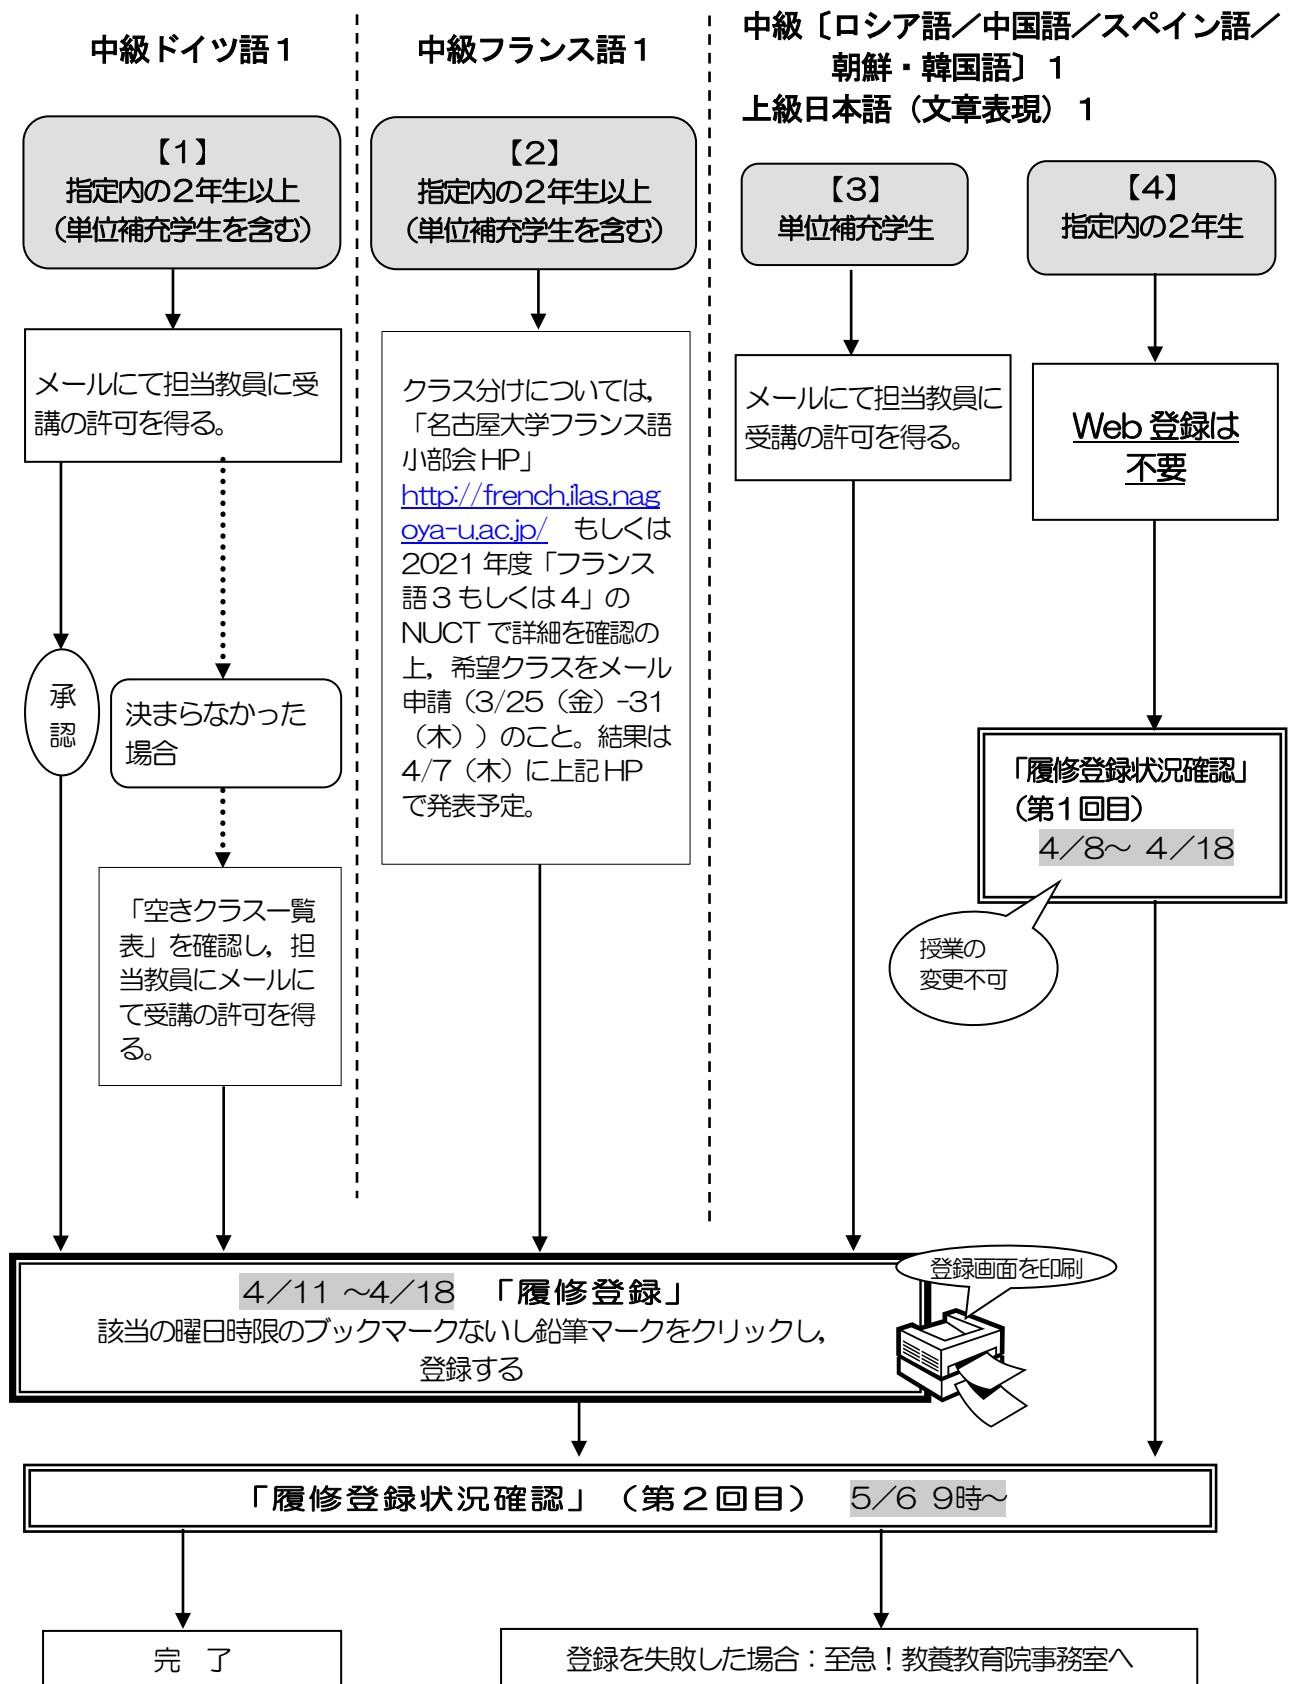 中級ドイツ語１
中級フランス語１
中級〔ロシア語／中国語／スペイン語／
朝鮮・韓国語〕１
上級日本語（文章表現）１
【１】
指定内の２年生以上
（単位補充学生を含む）
【２】
指定内の２年生以上
（単位補充学生を含む）
【３】
単位補充学生
【４】
指定内の２年生
メールにて担当教員に受
講の許可を得る。
クラス分けについては，
「名古屋大学フランス語
小部会 HP」
http://french.ilas.nag
oya-u.ac.jp/　もしくは
2021 年度「フランス
語３もしくは４」の
NUCT で詳細を確認の
上，希望クラスをメール
申請（3/25（金）-31
（木））のこと。結果は
4/7（木）に上記 HP
で発表予定。
メールにて担当教員に
受講の許可を得る。
Web 登録は
不要
承
認
決まらなかった
場合
「履修登録状況確認」
（第１回目）
4／8～ 4／18
「空きクラス一覧
表」を確認し，担
当教員にメールに
て受講の許可を得
る。
授業の
変更不可
4／11 ～4／18　「履修登録」
該当の曜日時限のブックマークないし鉛筆マークをクリックし，
登録する
登録画面を印刷
「履修登録状況確認」（第２回目）　5／6 9時～
完　了
登録を失敗した場合：至急！教養教育院事務室へ